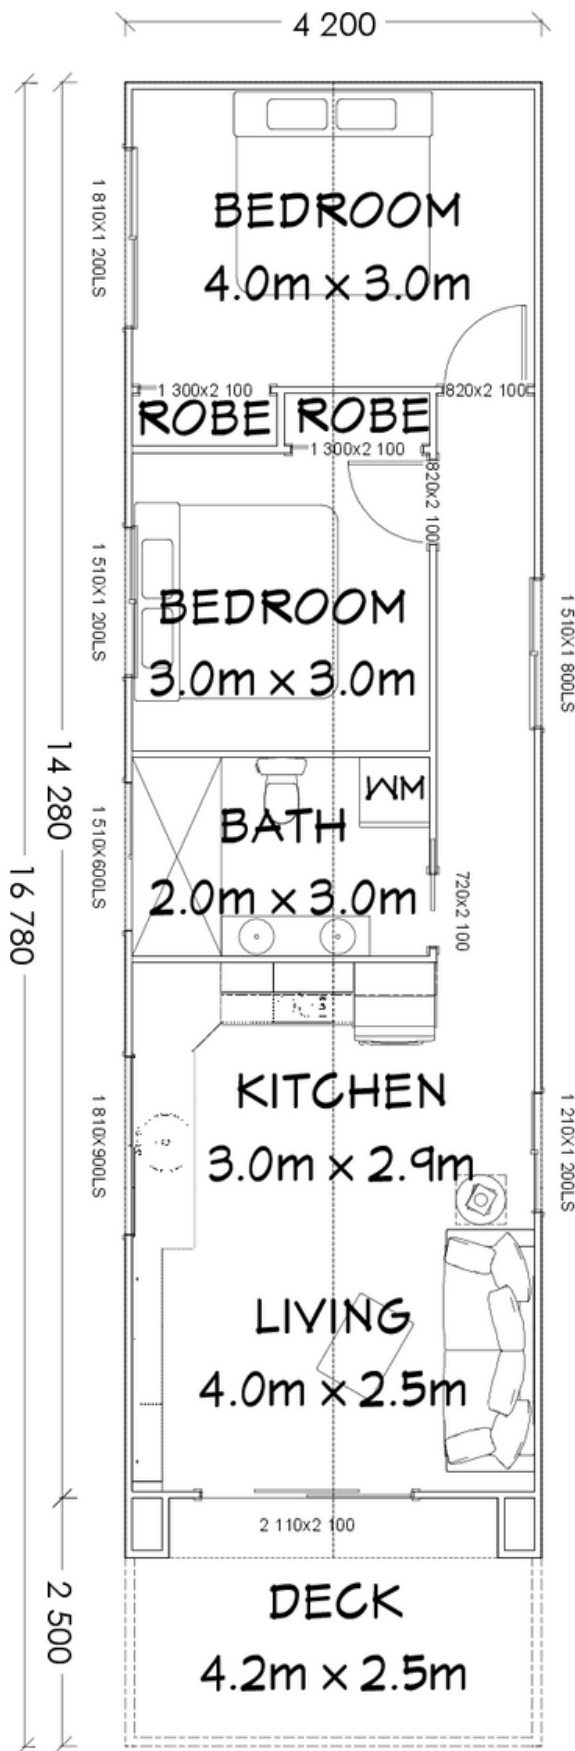 4 200
1 810X1 200LS
BEDROOM
4.0m x 3.0m
1 300x2 100
820x2 100
ROBE
ROBE
1 300x2 100
820x2 100
1 510X1 200LS
BEDROOM
3.0m x 3.0m
1 510X1 800LS
14 280
16 780
WM
BATH
1 510X600LS
2.0m x 3.0m
720x2 100
KITCHEN
1 810X900LS
3.0m x 2.9m
1 210X1 200LS
LIVING
4.0m x 2.5m
2 110x2 100
2 500
DECK
4.2m x 2.5m